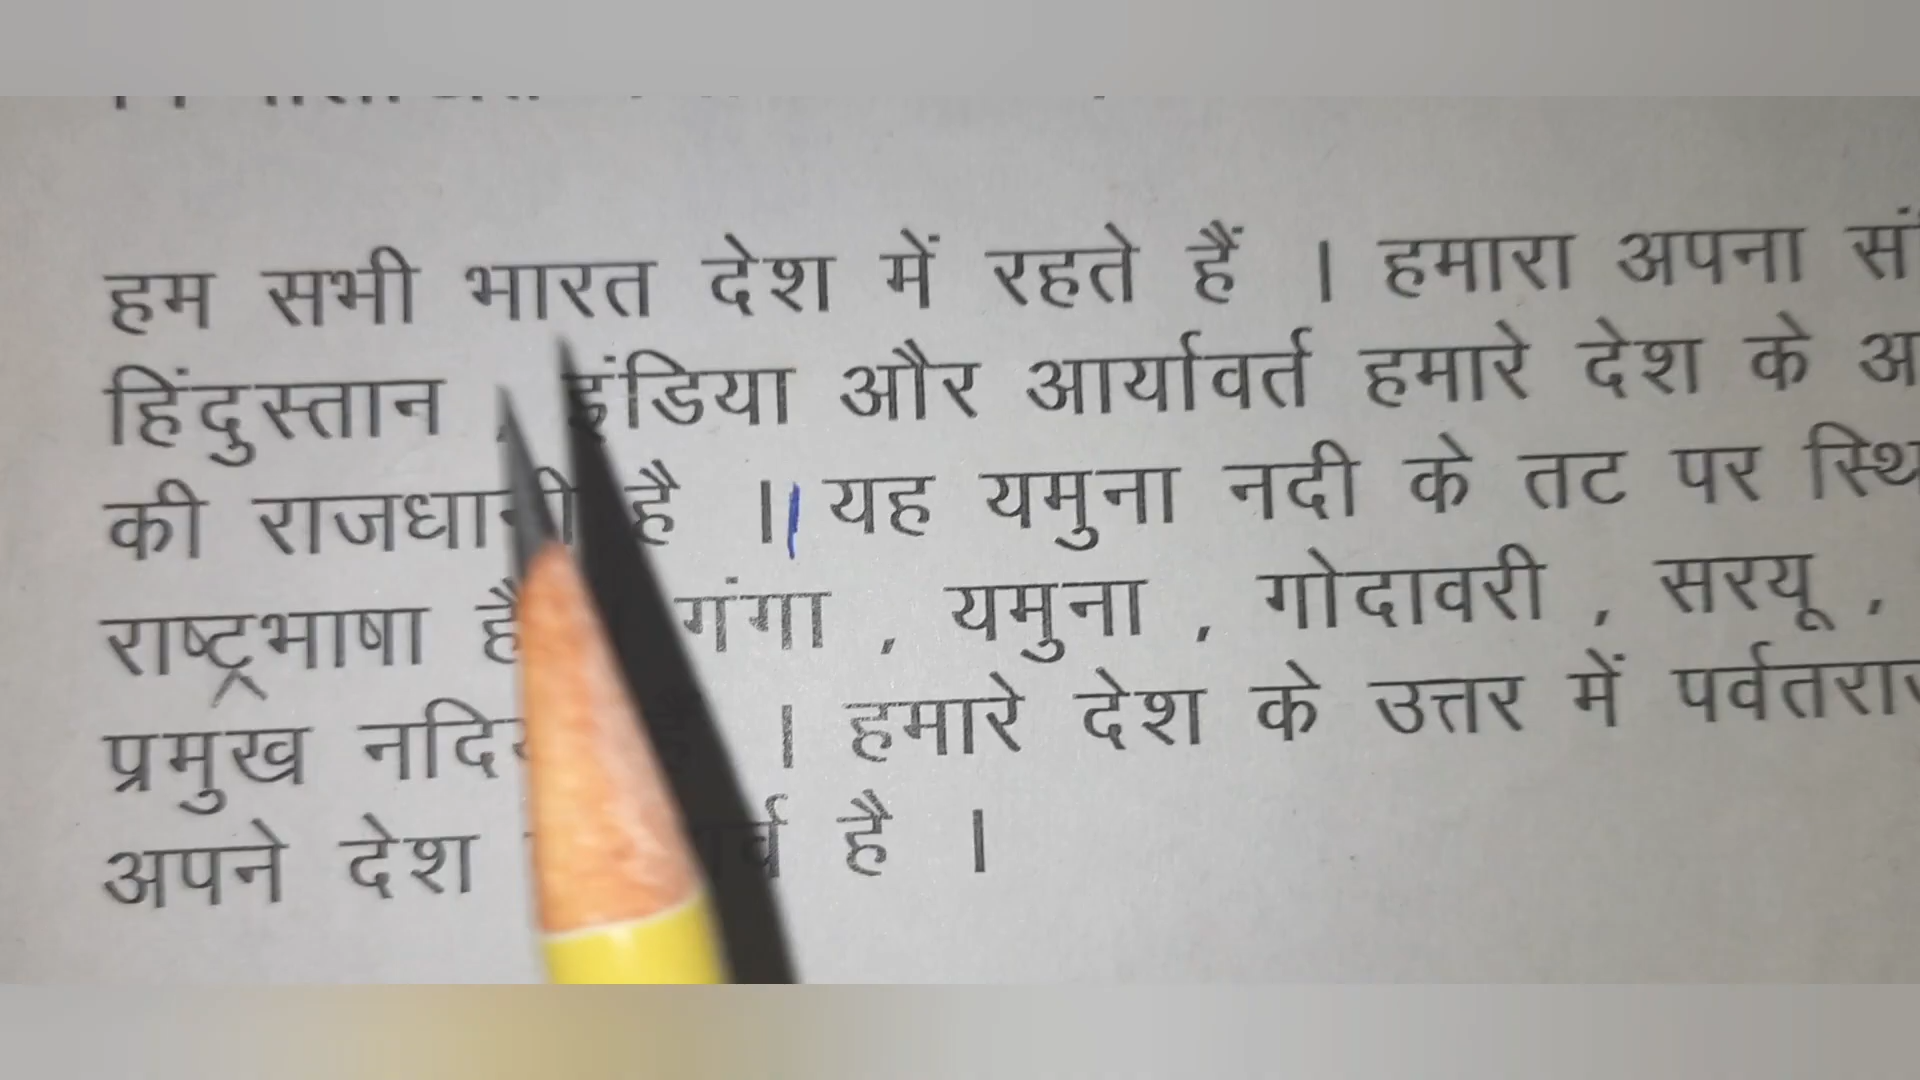 हम सभी भारत देश में रहते हैं । हमारा अपना
हिंदुस्तान , इंडिया और आर्यावर्त हमारे देश के
की राजधानी है । यह यमुना नदी के तट पर
राष्ट्रभाषा गंगा , यमुना , गोदावरी , सरयू ,
प्रमुख । हमारे देश के उत्तर में
अपने देश है ।